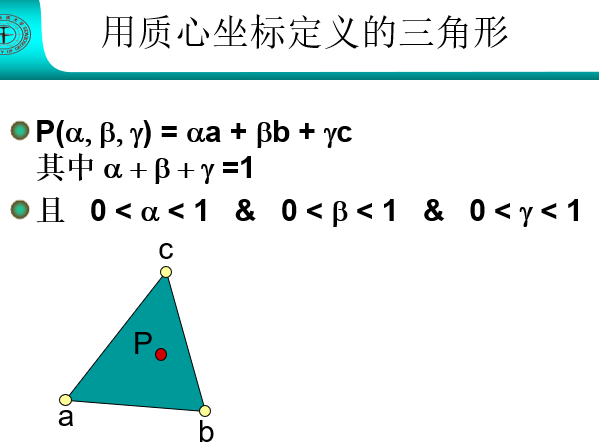 用质心坐标定义的三角形
P(α, β, γ) = αa + βb + γc
其中 α + β + γ =1
且 0 < α < 1 & 0 < β < 1 & 0 < γ < 1
c
P
a
b